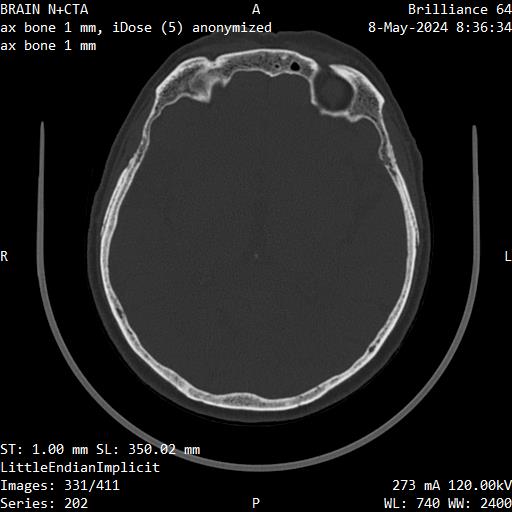 BRAIN N+CTA A Brilliance 64
ax bone 1 mm, iDose (5) anonymized 8-May-2024 8:36:34
ax bone 1 mm
R L
ST: 1.00 mm SL: 350.02 mm
LittleEndianImplicit
Images: 331/411 273 mA 120.00kV
Series: 202 P WL: 740 WW: 2400